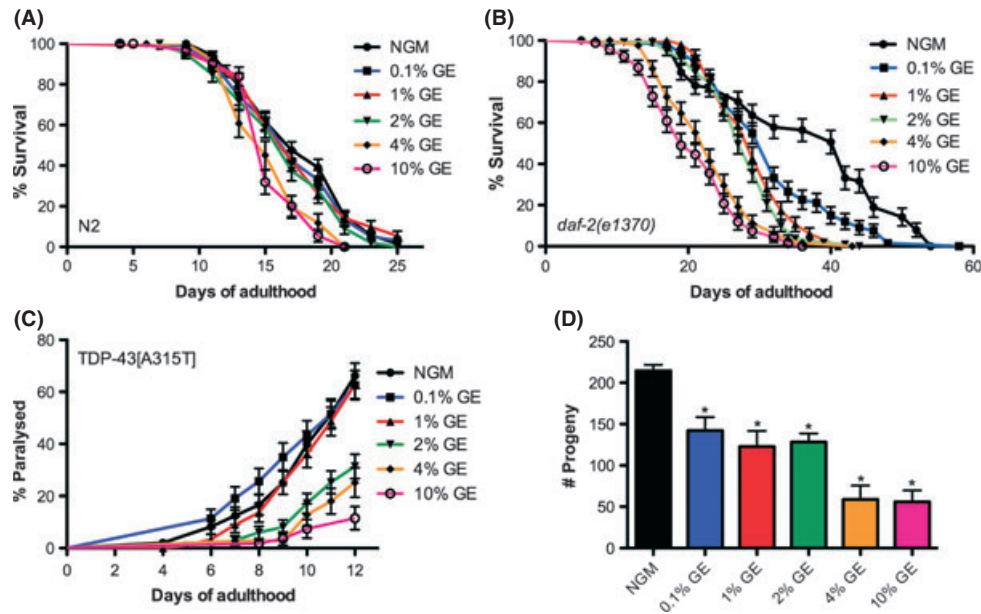 (A)
% Survival
100
80
60
40
20
0
0
5
10
15
20
25
Days of adulthood
N2
NGM
0.1% GE
1% GE
2% GE
4% GE
10% GE
(B)
% Survival
100
80
60
40
20
0
0
20
40
60
Days of adulthood
daf-2(e1370)
NGM
0.1% GE
1% GE
2% GE
4% GE
10% GE
(C)
% Paralysed
80
60
40
20
0
0
2
4
6
8
10
12
Days of adulthood
TDP-43[A315T]
NGM
0.1% GE
1% GE
2% GE
4% GE
10% GE
(D)
# Progeny
250
200
150
100
50
0
*
*
*
*
*
NGM
0.1% GE
1% GE
2% GE
4% GE
10% GE